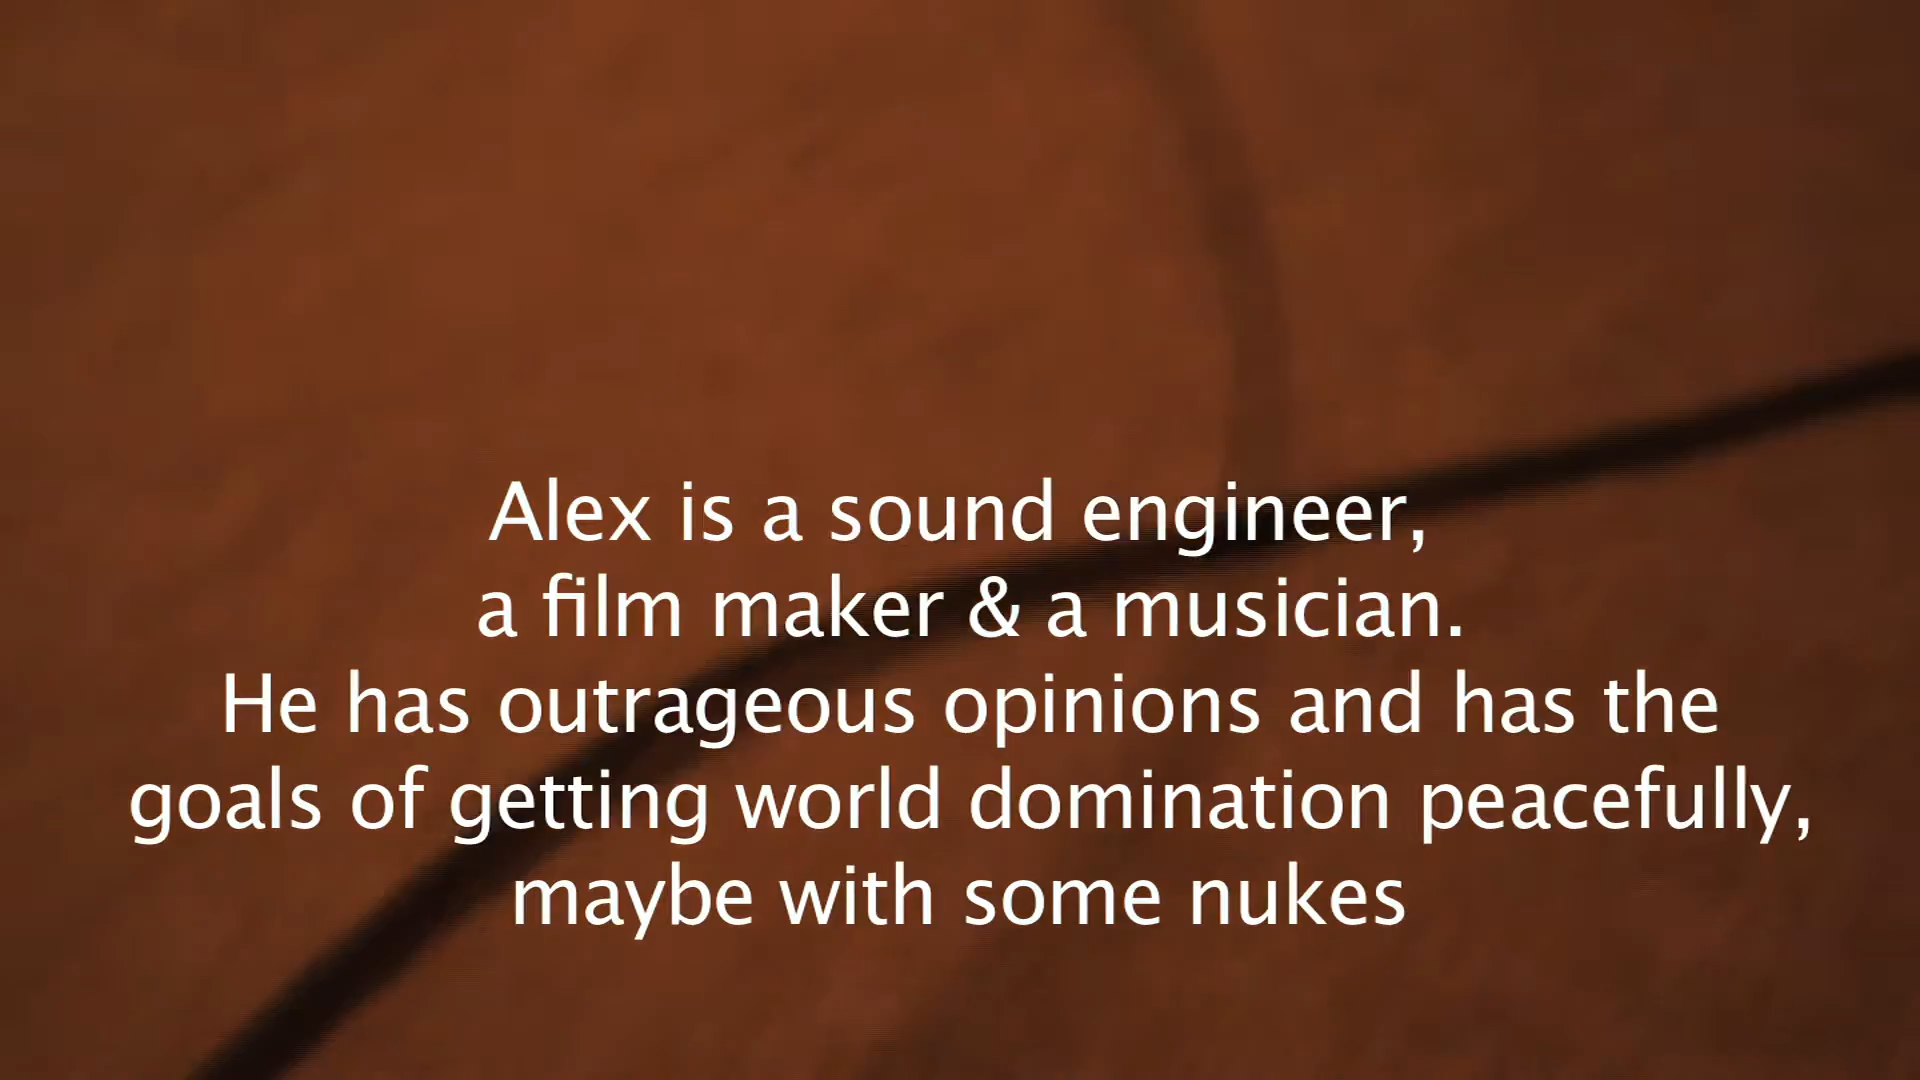 Alex is a sound engineer,
a film maker & a musician.
He has outrageous opinions and has the
goals of getting world domination peacefully,
maybe with some nukes